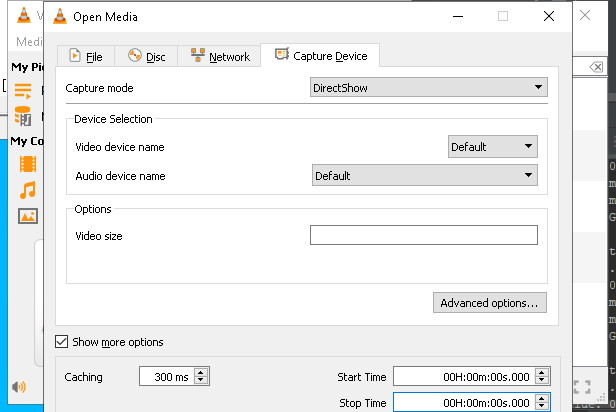 Open Media
V
Medi
File
Disc
Network
Capture Device
My Pi
Capture mode
DirectShow
Device Selection
Video device name
Default
My Co
Audio device name
Default
Options
Video size
Advanced options...
Show more options
Caching
300 ms
Start Time
00H:00m:00s.000
Stop Time
00H:00m:00s.000